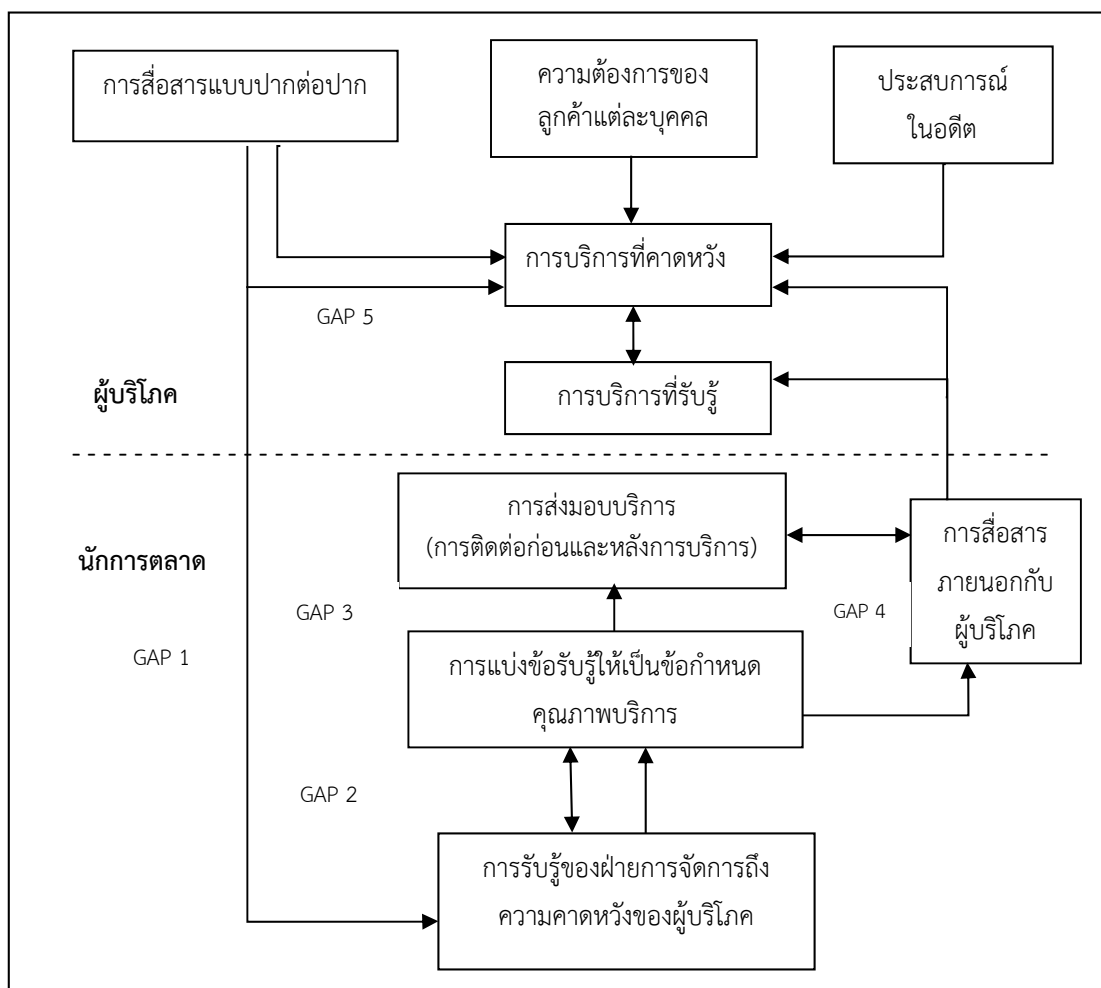 การสื่อสารแบบปากต่อปาก
ความต้องการของ
ลูกค้าแต่ละบุคคล
ประสบการณ์
ในอดีต
การบริการที่คาดหวัง
GAP 5
การบริการที่รับรู้
ผู้บริโภค
การส่งมอบบริการ
(การติดต่อก่อนและหลังการบริการ)
นักการตลาด
การสื่อสาร
ภายนอกกับ
ผู้บริโภค
GAP 3
GAP 4
GAP 1
การแบ่งข้อรับรู้ให้เป็นข้อกำหนด
คุณภาพบริการ
GAP 2
การรับรู้ของฝ่ายการจัดการถึง
ความคาดหวังของผู้บริโภค